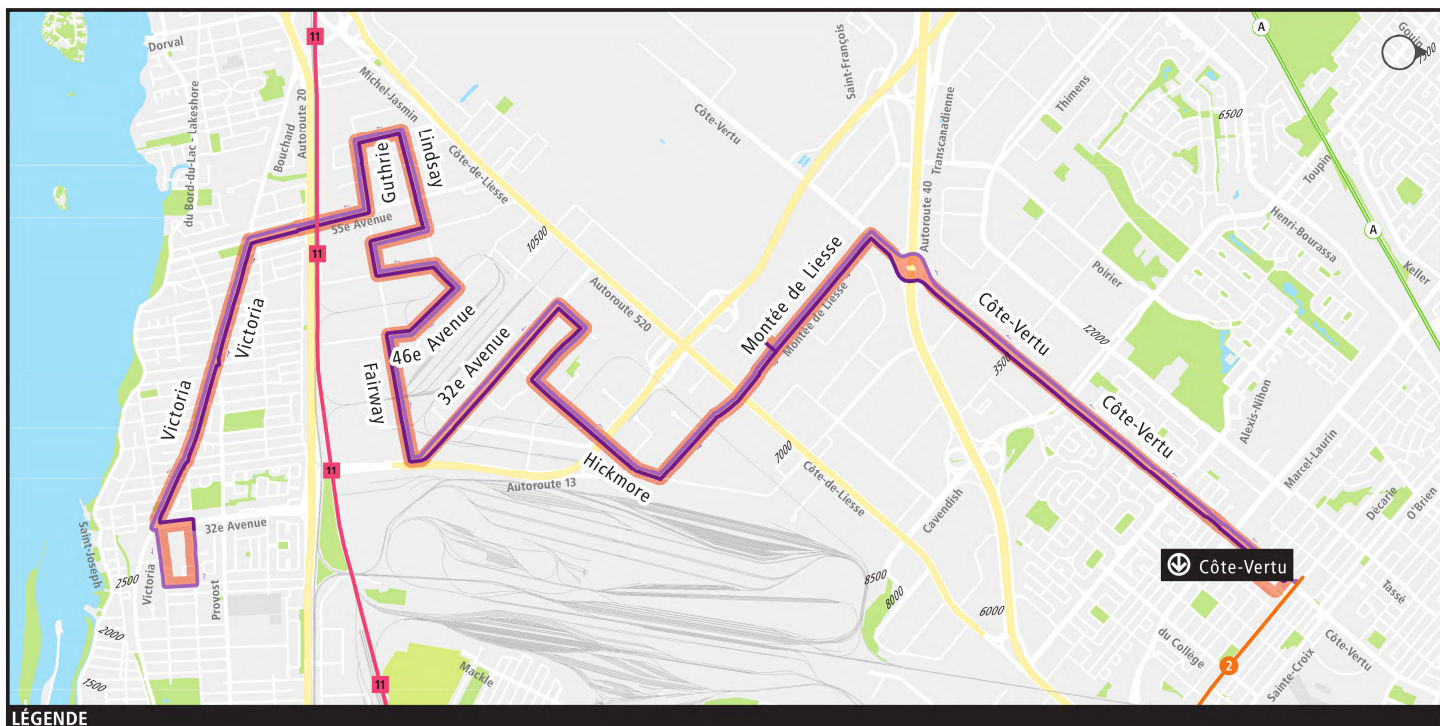 Dorval
du Bord-du-Lac - Lakeshore
Bouchard
Autoroute 20
11
Michel-Jasmin
Côte-de-Liesse
Lindsay
Guthrie
55e Avenue
11
10500
Saint-François
Côte-Vertu
Transcanadienne
Autoroute 40
Thimens
A
6500
Gouin
7500
Toupin
Henri-Bourassa
A
Keller
Poirier
12000
Autoroute 520
Montée de Liesse
Montée de Liesse
Côte-Vertu
3500
Côte-Vertu
Alexis-Nihon
Marcel-Laurin
Décarie
O'Brien
Victoria
Victoria
46e Avenue
32e Avenue
Fairway
11
Hickmore
Autoroute 13
7000
Côte-de-Liesse
Cavendish
32e Avenue
Saint-Joseph
2500
Victoria
Provost
2000
1500
8500
8000
6000
Côte-Vertu
Tassé
du Collège
2
Sainte-Croix
Côte-Vertu
Mackle
11
LÉGENDE